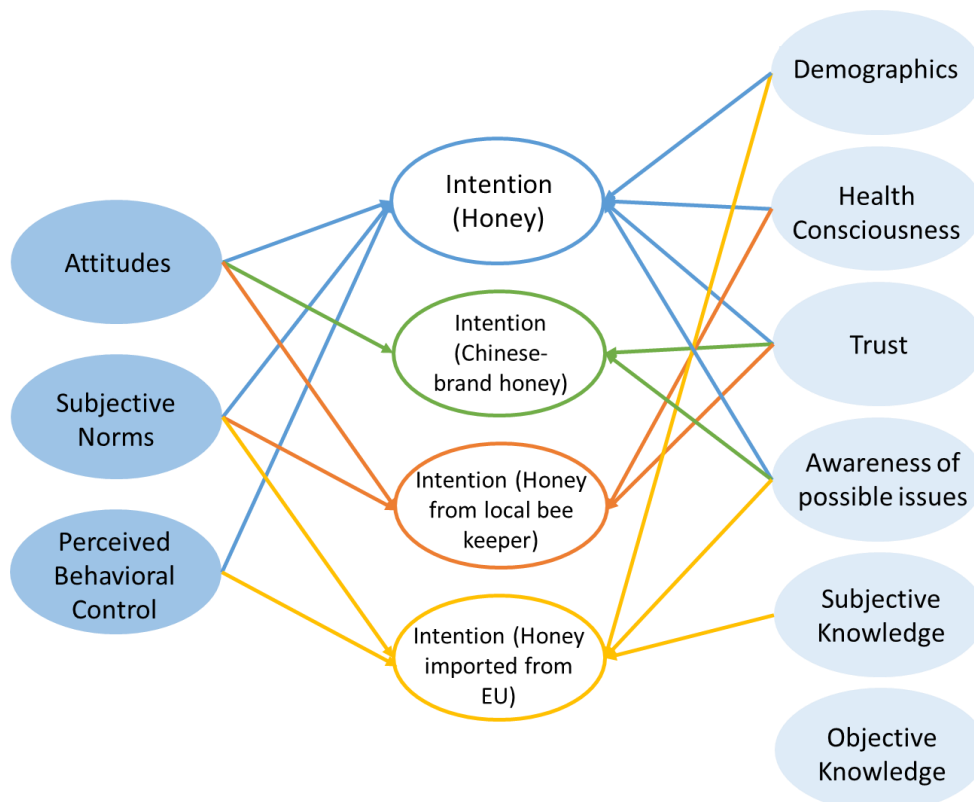 Demographics
Intention
(Honey)
Health
Consciousness
Attitudes
Intention
(Chinese-
brand honey)
Trust
Subjective
Norms
Intention (Honey
from local bee
keeper)
Awareness of
possible issues
Perceived
Behavioral
Control
Intention (Honey
imported from
EU)
Subjective
Knowledge
Objective
Knowledge